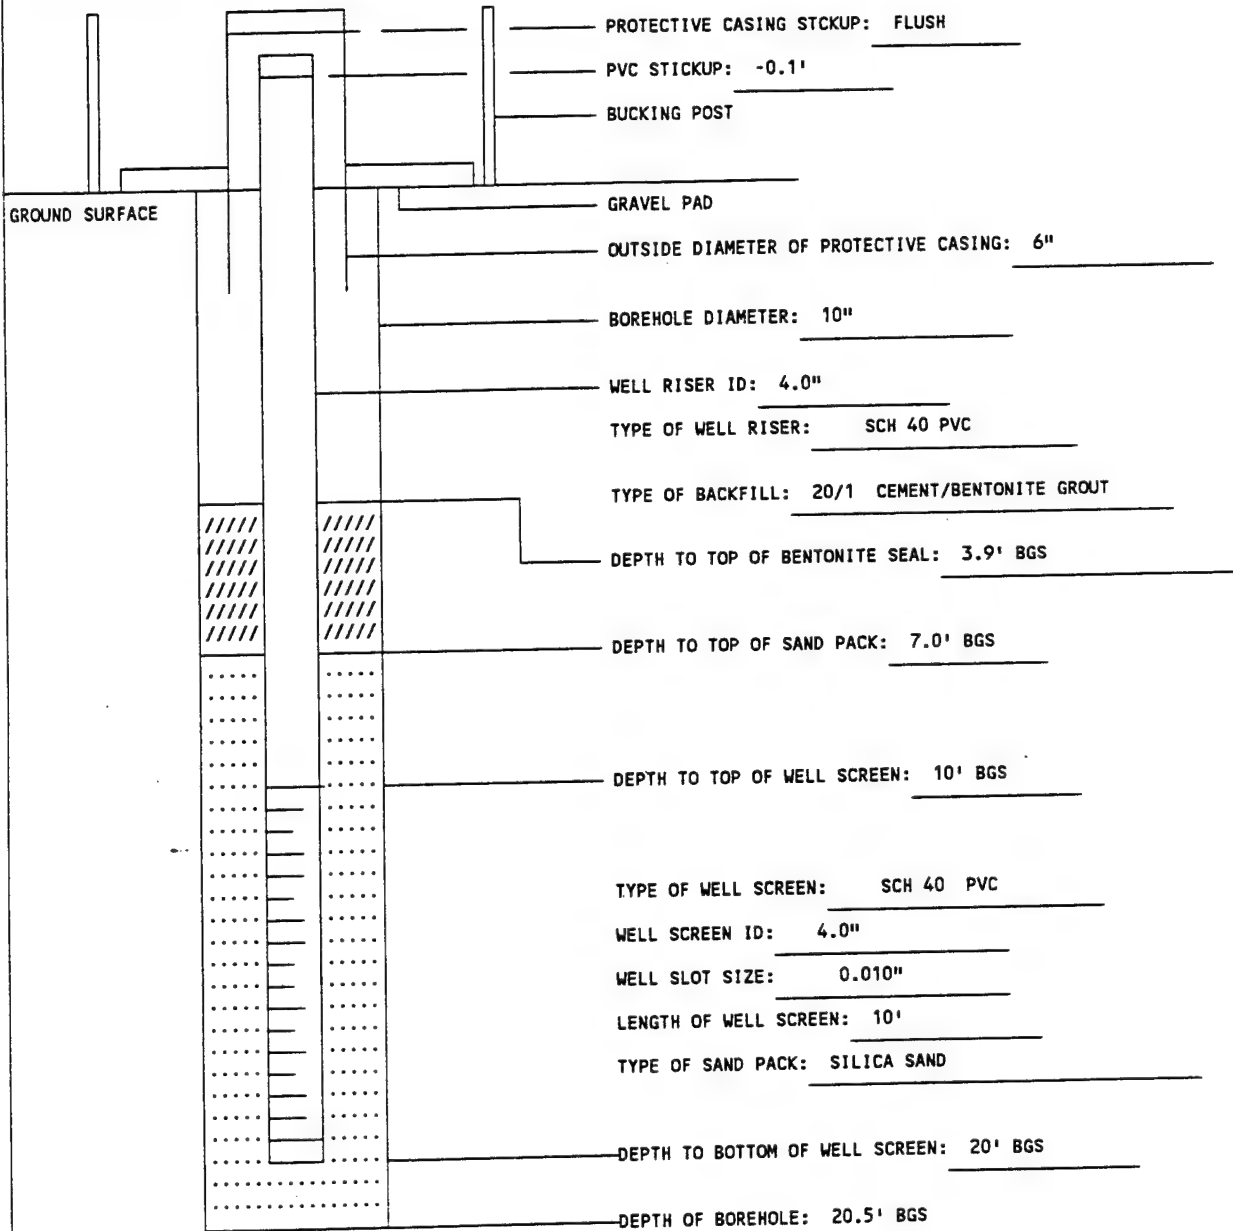 PROTECTIVE CASING STCKUP: FLUSH
PVC STICKUP: -0.1'
BUCKING POST
GROUND SURFACE
GRAVEL PAD
OUTSIDE DIAMETER OF PROTECTIVE CASING: 6"
BOREHOLE DIAMETER: 10"
WELL RISER ID: 4.0"
TYPE OF WELL RISER: SCH 40 PVC
TYPE OF BACKFILL: 20/1 CEMENT/BENTONITE GROUT
DEPTH TO TOP OF BENTONITE SEAL: 3.9' BGS
DEPTH TO TOP OF SAND PACK: 7.0' BGS
DEPTH TO TOP OF WELL SCREEN: 10' BGS
TYPE OF WELL SCREEN: SCH 40 PVC
WELL SCREEN ID: 4.0"
WELL SLOT SIZE: 0.010"
LENGTH OF WELL SCREEN: 10'
TYPE OF SAND PACK: SILICA SAND
DEPTH TO BOTTOM OF WELL SCREEN: 20' BGS
DEPTH OF BOREHOLE: 20.5' BGS